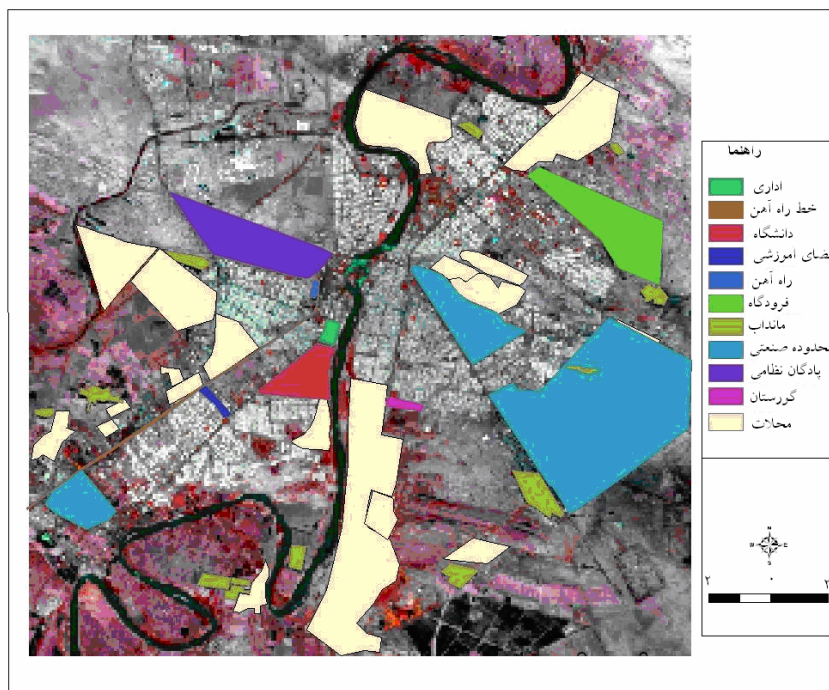 راهنما
اداری
خط راه آهن
دانشگاه
ضای آموزشی
راه آهن
فرودگاه
مانداب
حدوده صنعتی
پادگان نظامی
گورستان
محلات
N
W E
S
۲ ۰ ۲